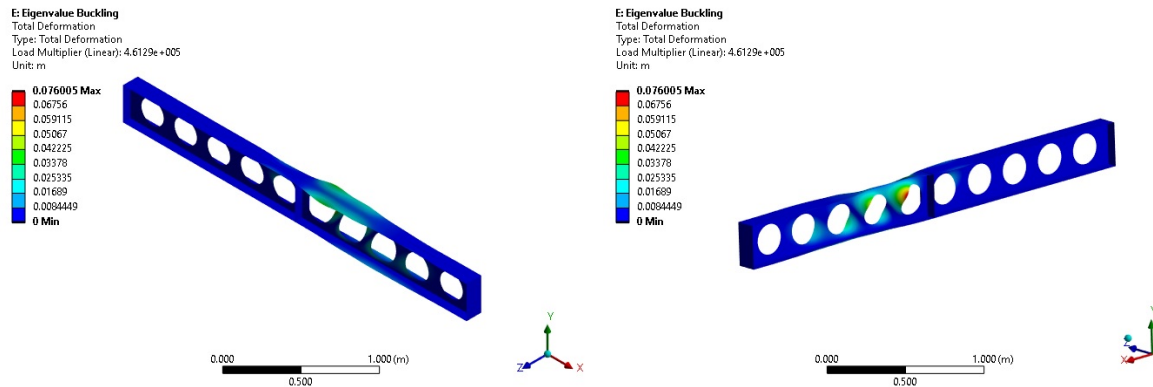 E: Eigenvalue Buckling
Total Deformation
Type: Total Deformation
Load Multiplier (Linear): 4.6129e+005
Unit: m
0.076005 Max
0.06756
0.059115
0.05067
0.042225
0.03378
0.025335
0.01689
0.0084449
0 Min
Y
Z
X
0.000
1.000 (m)
0.500
E: Eigenvalue Buckling
Total Deformation
Type: Total Deformation
Load Multiplier (Linear): 4.6129e+005
Unit: m
0.076005 Max
0.06756
0.059115
0.05067
0.042225
0.03378
0.025335
0.01689
0.0084449
0 Min
Y
Z
X
0.000
1.000 (m)
0.500